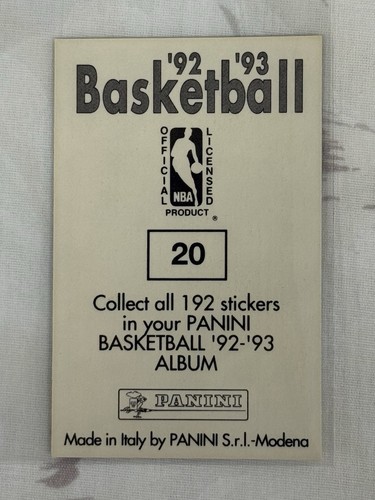 '92 '93
Basketball
OFFICIAL
LICENSED
NBA
PRODUCT ®
20
Collect all 192 stickers
in your PANINI
BASKETBALL '92-'93
ALBUM
PANINI
Made in Italy by PANINI S.r.l.-Modena